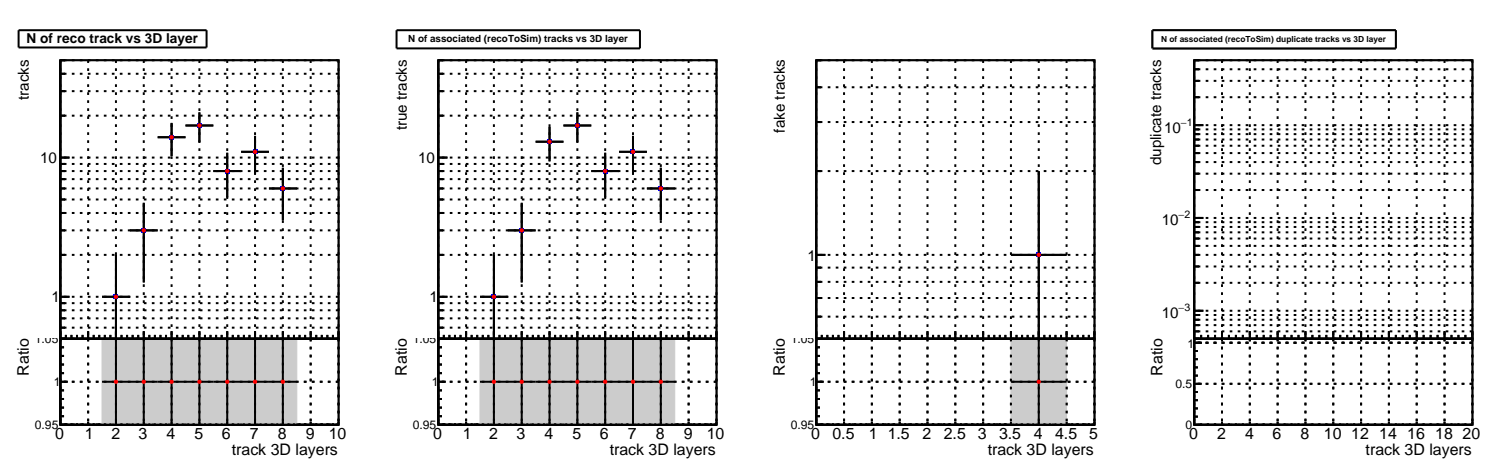 N of reco track vs 3D layer
tracks
10
1
Ratio
1.05
1
0.95
0 1 2 3 4 5 6 7 8 9 10
track 3D layers
N of associated (recoToSim) tracks vs 3D layer
true tracks
10
1
Ratio
1.05
1
0.95
0 1 2 3 4 5 6 7 8 9 10
track 3D layers
fake tracks
1
Ratio
1.05
1
0.95
0 0.5 1 1.5 2 2.5 3 3.5 4 4.5 5
track 3D layers
N of associated (recoToSim) duplicate tracks vs 3D layer
duplicate tracks
10⁻¹
10⁻²
10⁻³
Ratio
1
0.5
0
0 2 4 6 8 10 12 14 16 18 20
track 3D layers